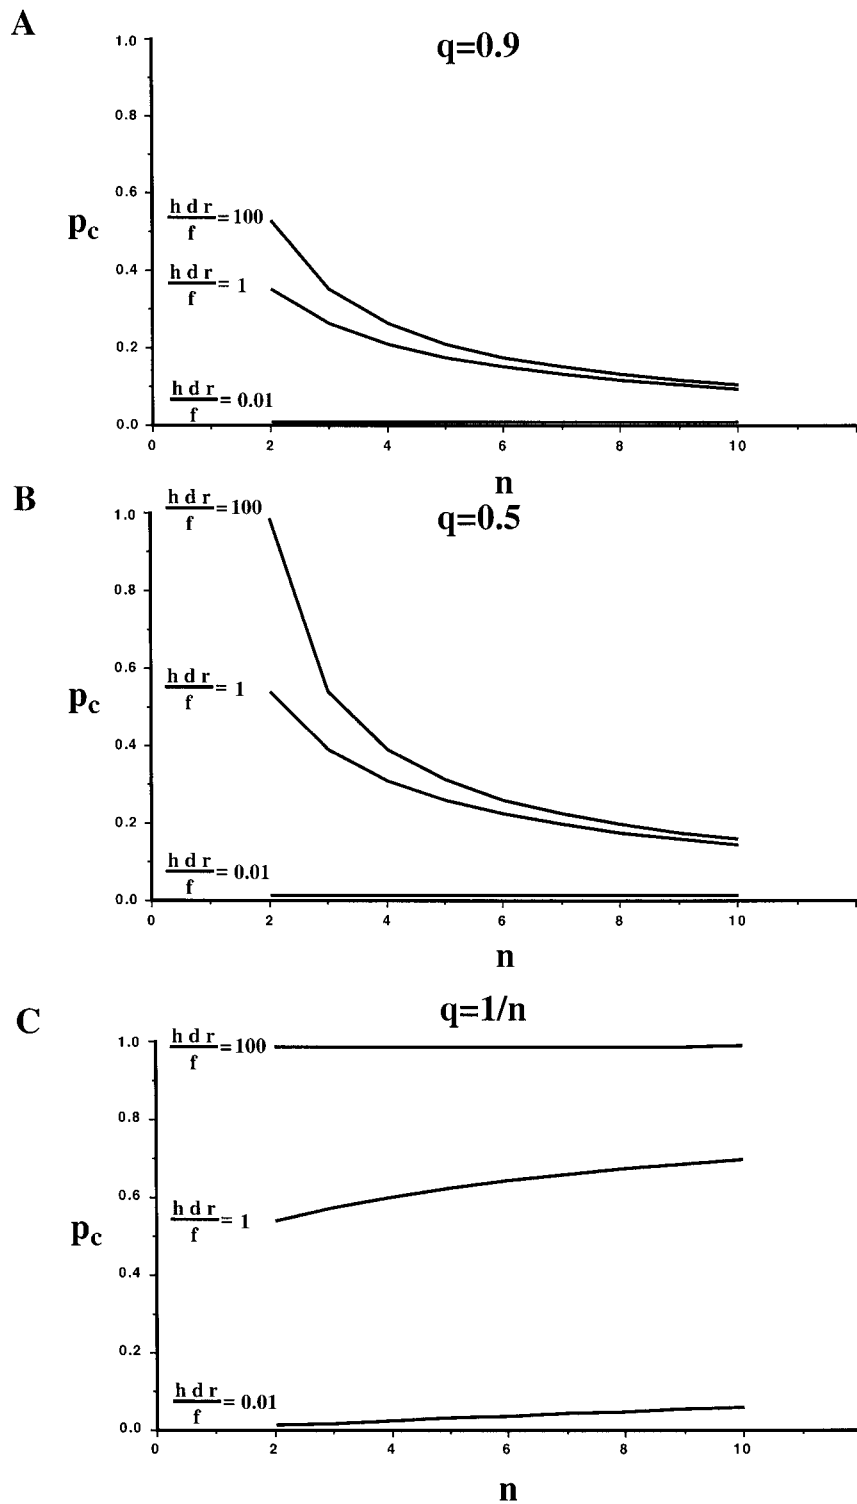 A
q=0.9
1.0
0.8
0.6
0.4
0.2
0.0
pc
h d r
f
= 100
h d r
f
= 1
h d r
f
= 0.01
0 2 4 6 8 10
n
B
q=0.5
1.0
0.8
0.6
0.4
0.2
0.0
pc
h d r
f
= 100
h d r
f
= 1
h d r
f
= 0.01
0 2 4 6 8 10
n
C
q=1/n
1.0
0.8
0.6
0.4
0.2
0.0
pc
h d r
f
= 100
h d r
f
= 1
h d r
f
= 0.01
0 2 4 6 8 10
n